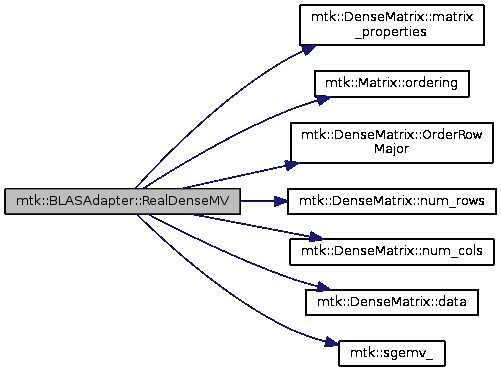 mtk::DenseMatrix::matrix
_properties
mtk::Matrix::ordering
mtk::DenseMatrix::OrderRow
Major
mtk::BLASAdapter::RealDenseMV
mtk::DenseMatrix::num_rows
mtk::DenseMatrix::num_cols
mtk::DenseMatrix::data
mtk::sgemv_